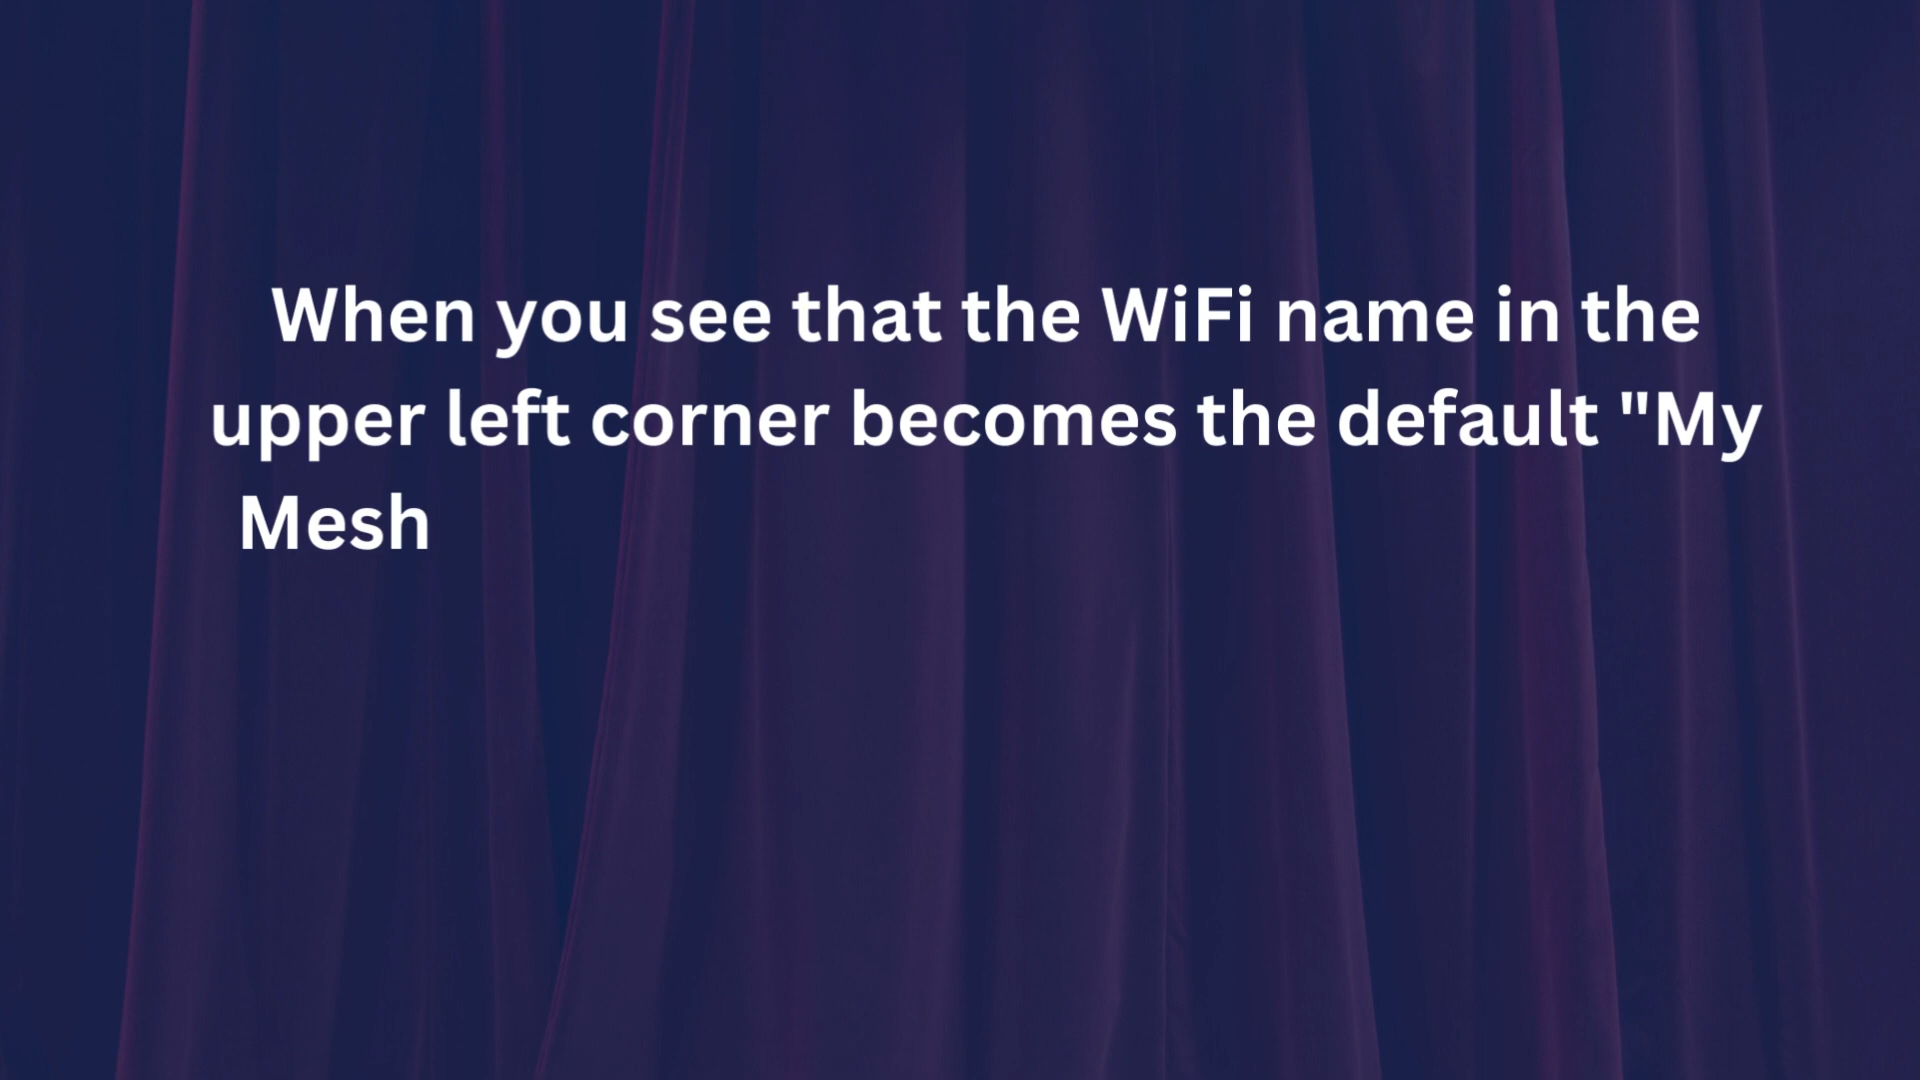 When you see that the WiFi name in the
upper left corner becomes the default "My
Mesh